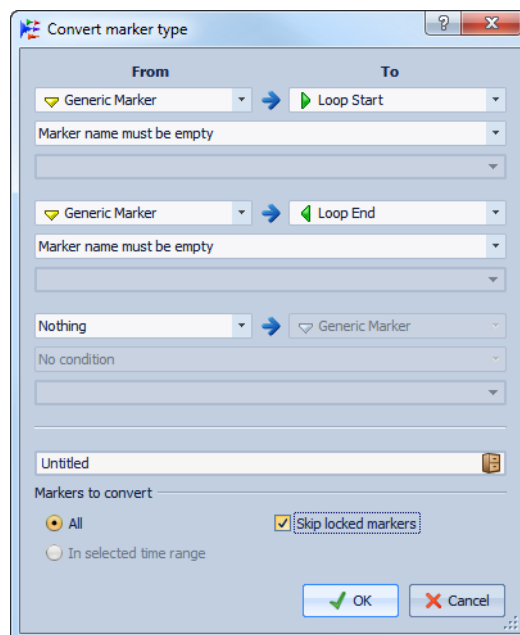 Convert marker type
From To
Generic Marker Loop Start
Marker name must be empty
Generic Marker Loop End
Marker name must be empty
Nothing Generic Marker
No condition
Untitled
Markers to convert
All Skip locked markers
In selected time range
OK Cancel